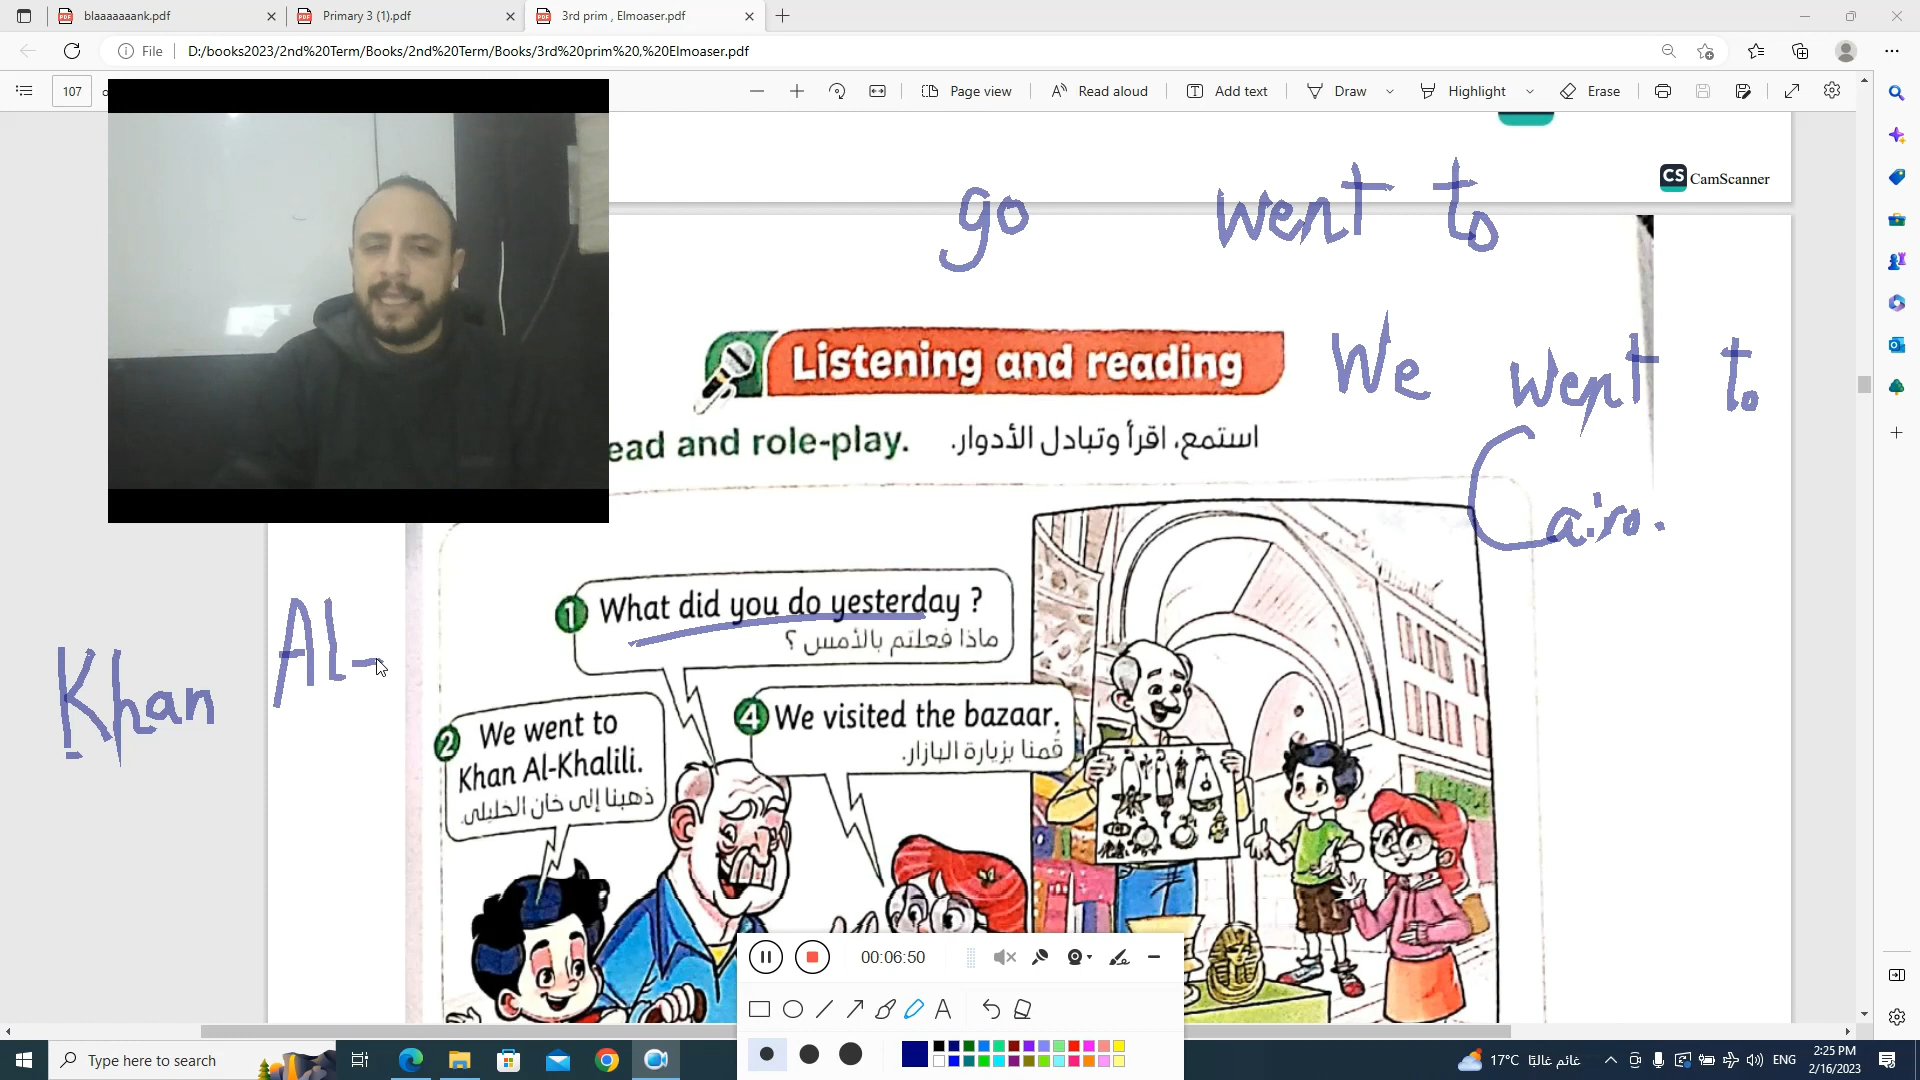 blaaaaaaank.pdf
Primary 3 (1).pdf
3rd prim , Elmoaser.pdf
File
D:/books2023/2nd%20Term/Books/2nd%20Term/Books/3rd%20prim%20,%20Elmoaser.pdf
107
Page view
Read aloud
Add text
Draw
Highlight
Erase
CS CamScanner
go went to
Listening and reading
We went to
Cairo.
ead and role-play.
استمع، اقرأ وتبادل الأدوار.
1 What did you do yesterday ?
ماذا فعلتم بالأمس ؟
Khan Al-
2 We went to
Khan Al-Khalili.
ذهبنا إلى خان الخليلى.
4 We visited the bazaar.
قمنا بزيارة البازار.
00:06:50
A
Type here to search
17°C
غائم غالبًا
ENG
2:25 PM
2/16/2023